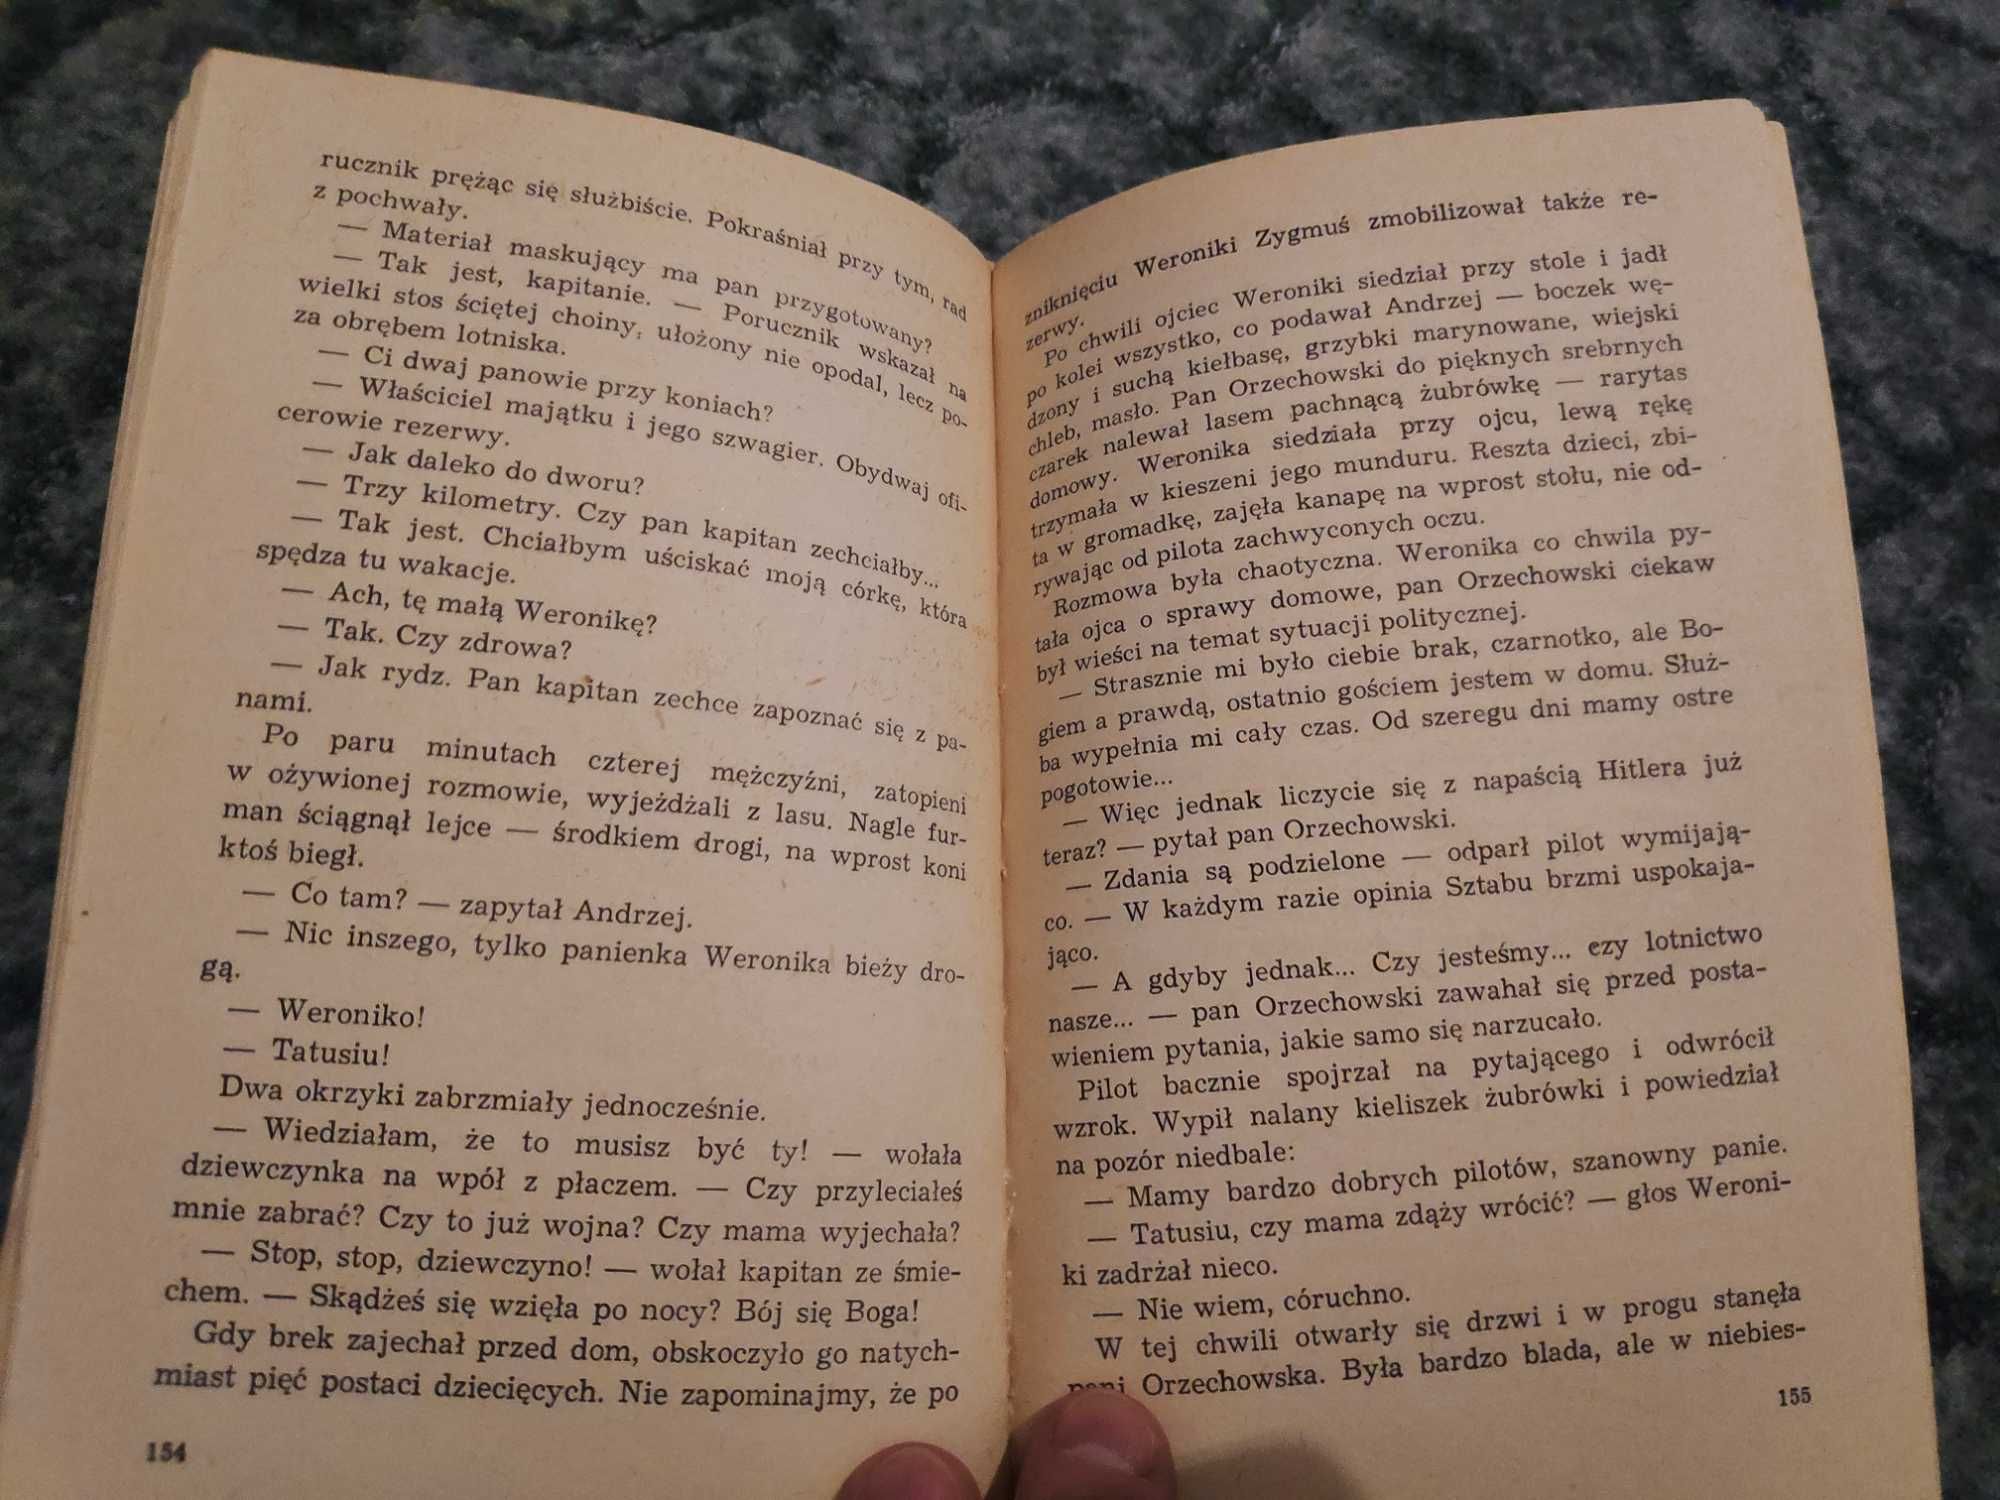 rucznik prężąc się służbiście. Pokraśniał przy tym, rad
z pochwały.
— Materiał maskujący ma pan przygotowany?
— Tak jest, kapitanie. — Porucznik wskazał na
wielki stos ściętej choiny, ułożony nie opodal, lecz po-
za obrębem lotniska.
— Ci dwaj panowie przy koniach?
— Właściciel majątku i jego szwagier. Obydwaj ofi-
cerowie rezerwy.
— Jak daleko do dworu?
— Trzy kilometry. Czy pan kapitan zechciałby...
— Tak jest. Chciałbym uściskać moją córkę, która
spędza tu wakacje.
— Ach, tę małą Weronikę?
— Tak. Czy zdrowa?
— Jak rydz. Pan kapitan zechce zapoznać się z pa-
nami.
Po paru minutach czterej mężczyźni, zatopieni
w ożywionej rozmowie, wyjeżdżali z lasu. Nagle fur-
man ściągnął lejce — środkiem drogi, na wprost koni
ktoś biegł.
— Co tam? — zapytał Andrzej.
— Nic inszego, tylko panienka Weronika bieży dro-
gą.
— Weroniko!
— Tatusiu!
Dwa okrzyki zabrzmiały jednocześnie.
— Wiedziałam, że to musisz być ty! — wołała
dziewczynka na wpół z płaczem. — Czy przyleciałeś
mnie zabrać? Czy to już wojna? Czy mama wyjechała?
— Stop, stop, dziewczyno! — wołał kapitan ze śmie-
chem. — Skądżeś się wzięła po nocy? Bój się Boga!
Gdy brek zajechał przed dom, obskoczyło go natych-
miast pięć postaci dziecięcych. Nie zapominajmy, że po
154
zniknięciu Weroniki Zygmuś zmobilizował także re-
zerwy.
Po chwili ojciec Weroniki siedział przy stole i jadł
po kolei wszystko, co podawał Andrzej — boczek wę-
dzony i suchą kiełbasę, grzybki marynowane, wiejski
chleb, masło. Pan Orzechowski do pięknych srebrnych
czarek nalewał lasem pachnącą żubrówkę — rarytas
domowy. Weronika siedziała przy ojcu, lewą rękę
trzymała w kieszeni jego munduru. Reszta dzieci, zbi-
ta w gromadkę, zajęła kanapę na wprost stołu, nie od-
rywając od pilota zachwyconych oczu.
Rozmowa była chaotyczna. Weronika co chwila py-
tała ojca o sprawy domowe, pan Orzechowski ciekaw
był wieści na temat sytuacji politycznej.
— Strasznie mi było ciebie brak, czarnotko, ale Bo-
giem a prawdą, ostatnio gościem jestem w domu. Służ-
ba wypełnia mi cały czas. Od szeregu dni mamy ostre
pogotowie...
— Więc jednak liczycie się z napaścią Hitlera już
teraz? — pytał pan Orzechowski.
— Zdania są podzielone — odparł pilot wymijają-
co. — W każdym razie opinia Sztabu brzmi uspokaja-
jąco.
— A gdyby jednak... Czy jesteśmy... czy lotnictwo
nasze... — pan Orzechowski zawahał się przed posta-
wieniem pytania, jakie samo się narzucało.
Pilot bacznie spojrzał na pytającego i odwrócił
wzrok. Wypił nalany kieliszek żubrówki i powiedział
na pozór niedbale:
— Mamy bardzo dobrych pilotów, szanowny panie.
— Tatusiu, czy mama zdąży wrócić? — głos Weroni-
ki zadrżał nieco.
— Nie wiem, córuchno.
W tej chwili otwarły się drzwi i w progu stanęła
pani Orzechowska. Była bardzo blada, ale w niebies-
155